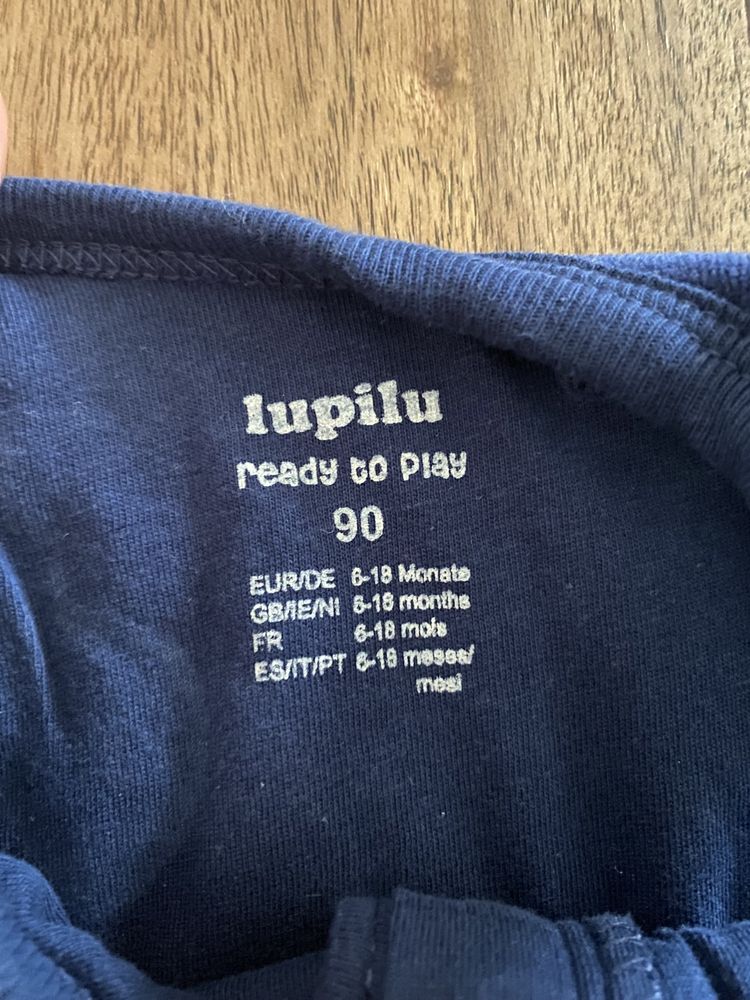 lupilu
ready to play
90
EUR/DE 6-18 Monate
GB/IE/NI 6-18 months
FR 6-18 mois
ES/IT/PT 6-18 meses/
mesi